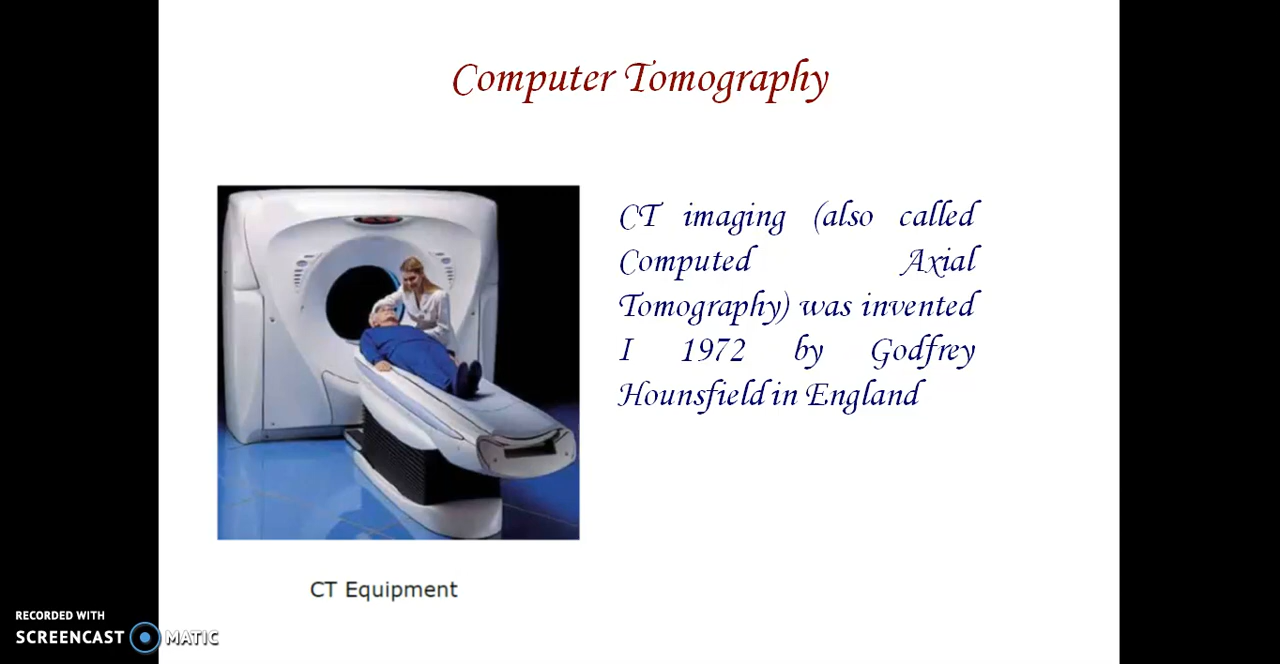 Computer Tomography
CT imaging (also called
Computed Axial
Tomography) was invented
I 1972 by Godfrey
Hounsfield in England
CT Equipment
RECORDED WITH
SCREENCAST MATIC